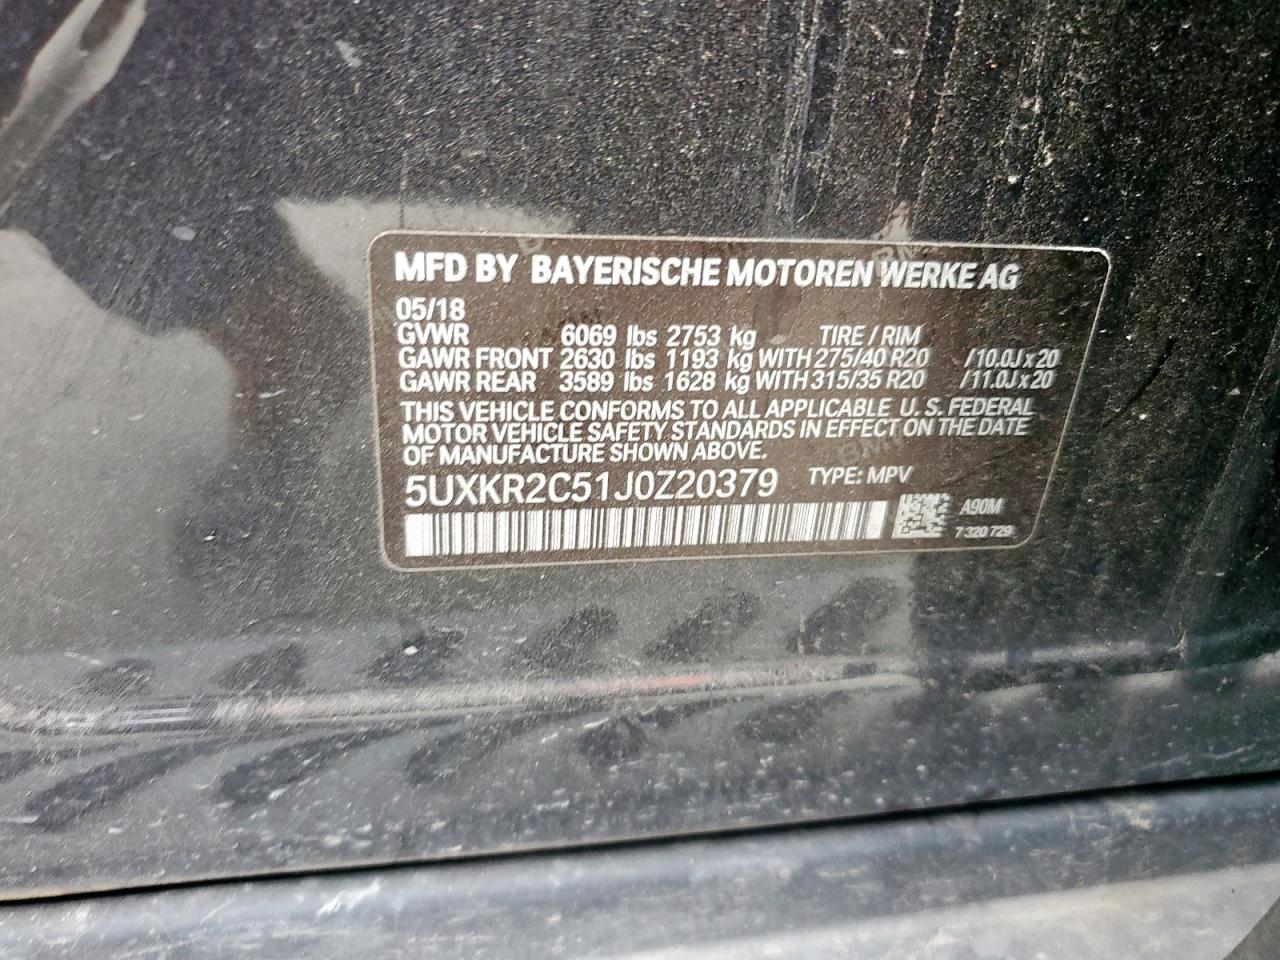 MFD BY BAYERISCHE MOTOREN WERKE AG
05/18
GVWR 6069 lbs 2753 kg TIRE / RIM
GAWR FRONT 2630 lbs 1193 kg WITH 275/40 R20 /10.0J x 20
GAWR REAR 3589 lbs 1628 kg WITH 315/35 R20 /11.0J x 20
THIS VEHICLE CONFORMS TO ALL APPLICABLE U. S. FEDERAL
MOTOR VEHICLE SAFETY STANDARDS IN EFFECT ON THE DATE
OF MANUFACTURE SHOWN ABOVE.
5UXKR2C51J0Z20379 TYPE: MPV
A90M
7 320 729